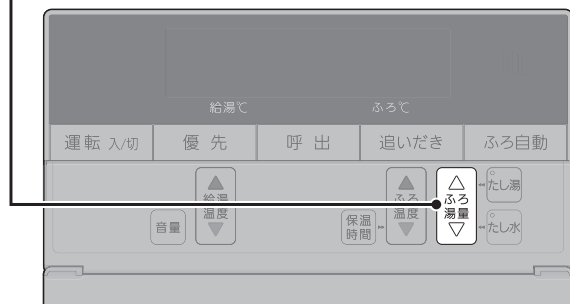 給湯℃ ふろ℃
運転 入/切 優先 呼出 追いだき ふろ自動
給湯
温度
音量
ふろ
温度
保温
時間
ふろ
湯量
たし湯
たし水